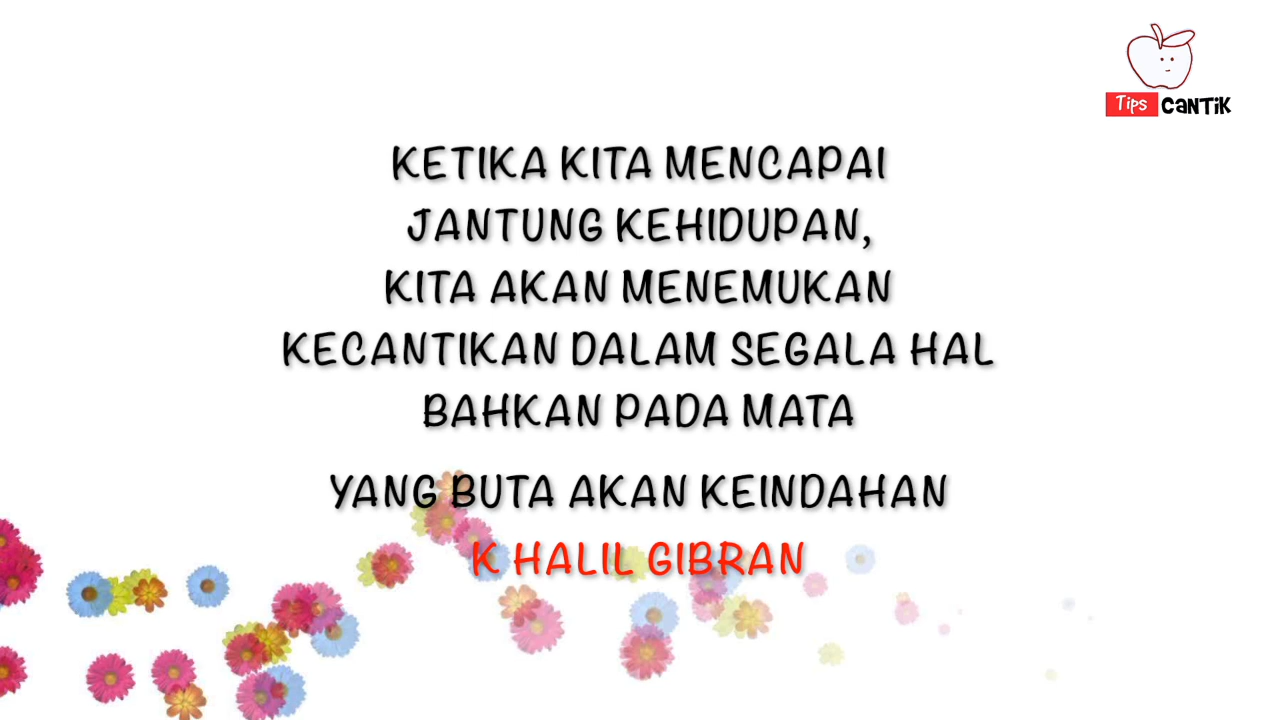 Tips CANTIK
KETIKA KITA MENCAPAI
JANTUNG KEHIDUPAN,
KITA AKAN MENEMUKAN
KECANTIKAN DALAM SEGALA HAL
BAHKAN PADA MATA
YANG BUTA AKAN KEINDAHAN
K HALIL GIBRAN